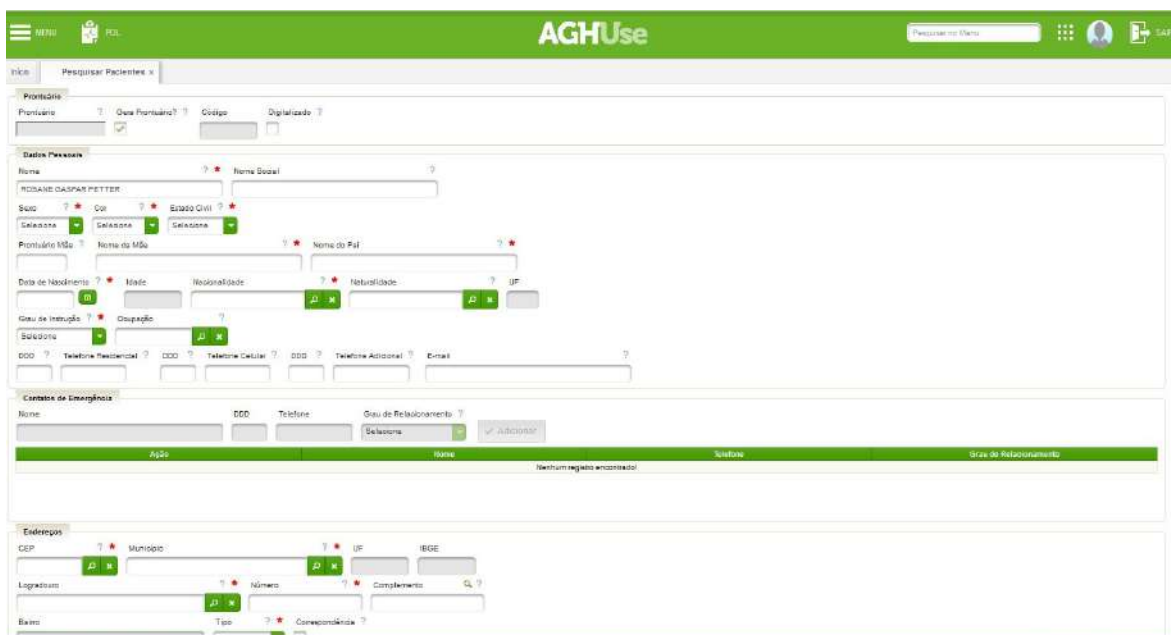 MENU POL AGHUse Pesquisar no Menu
Início Pesquisar Pacientes x
Prontuário
Prontuário ? Gera Prontuário? ? Código Digitalizado ?
Dados Pessoais
Nome ? * Nome Social ?
ROSANE GASPAR PETTER
Sexo ? * Cor ? * Estado Civil ? *
Selecione Selecione Selecione
Prontuário Mãe ? Nome da Mãe ? * Nome do Pai ? *
Data de Nascimento ? * Idade Nacionalidade ? * Naturalidade ? UF
Grau de Instrução ? * Ocupação ?
Selecione
DDD ? Telefone Residencial ? DDD ? Telefone Celular ? DDD ? Telefone Adicional ? E-mail ?
Contatos de Emergência
Nome DDD Telefone Grau de Relacionamento ?
Selecione Adicionar
Ação Nome Telefone Grau de Relacionamento
Nenhum registro encontrado!
Endereços
CEP ? * Município ? * UF IBGE
Logradouro ? * Número ? * Complemento ?
Bairro Tipo ? * Correspondência ?